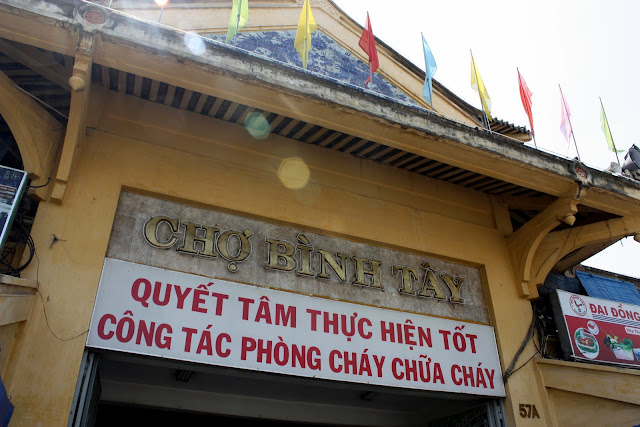 CHỢ BÌNH TÂY
QUYẾT TÂM THỰC HIỆN TỐT
CÔNG TÁC PHÒNG CHÁY CHỮA CHÁY
ĐẠI ĐỒNG
57A